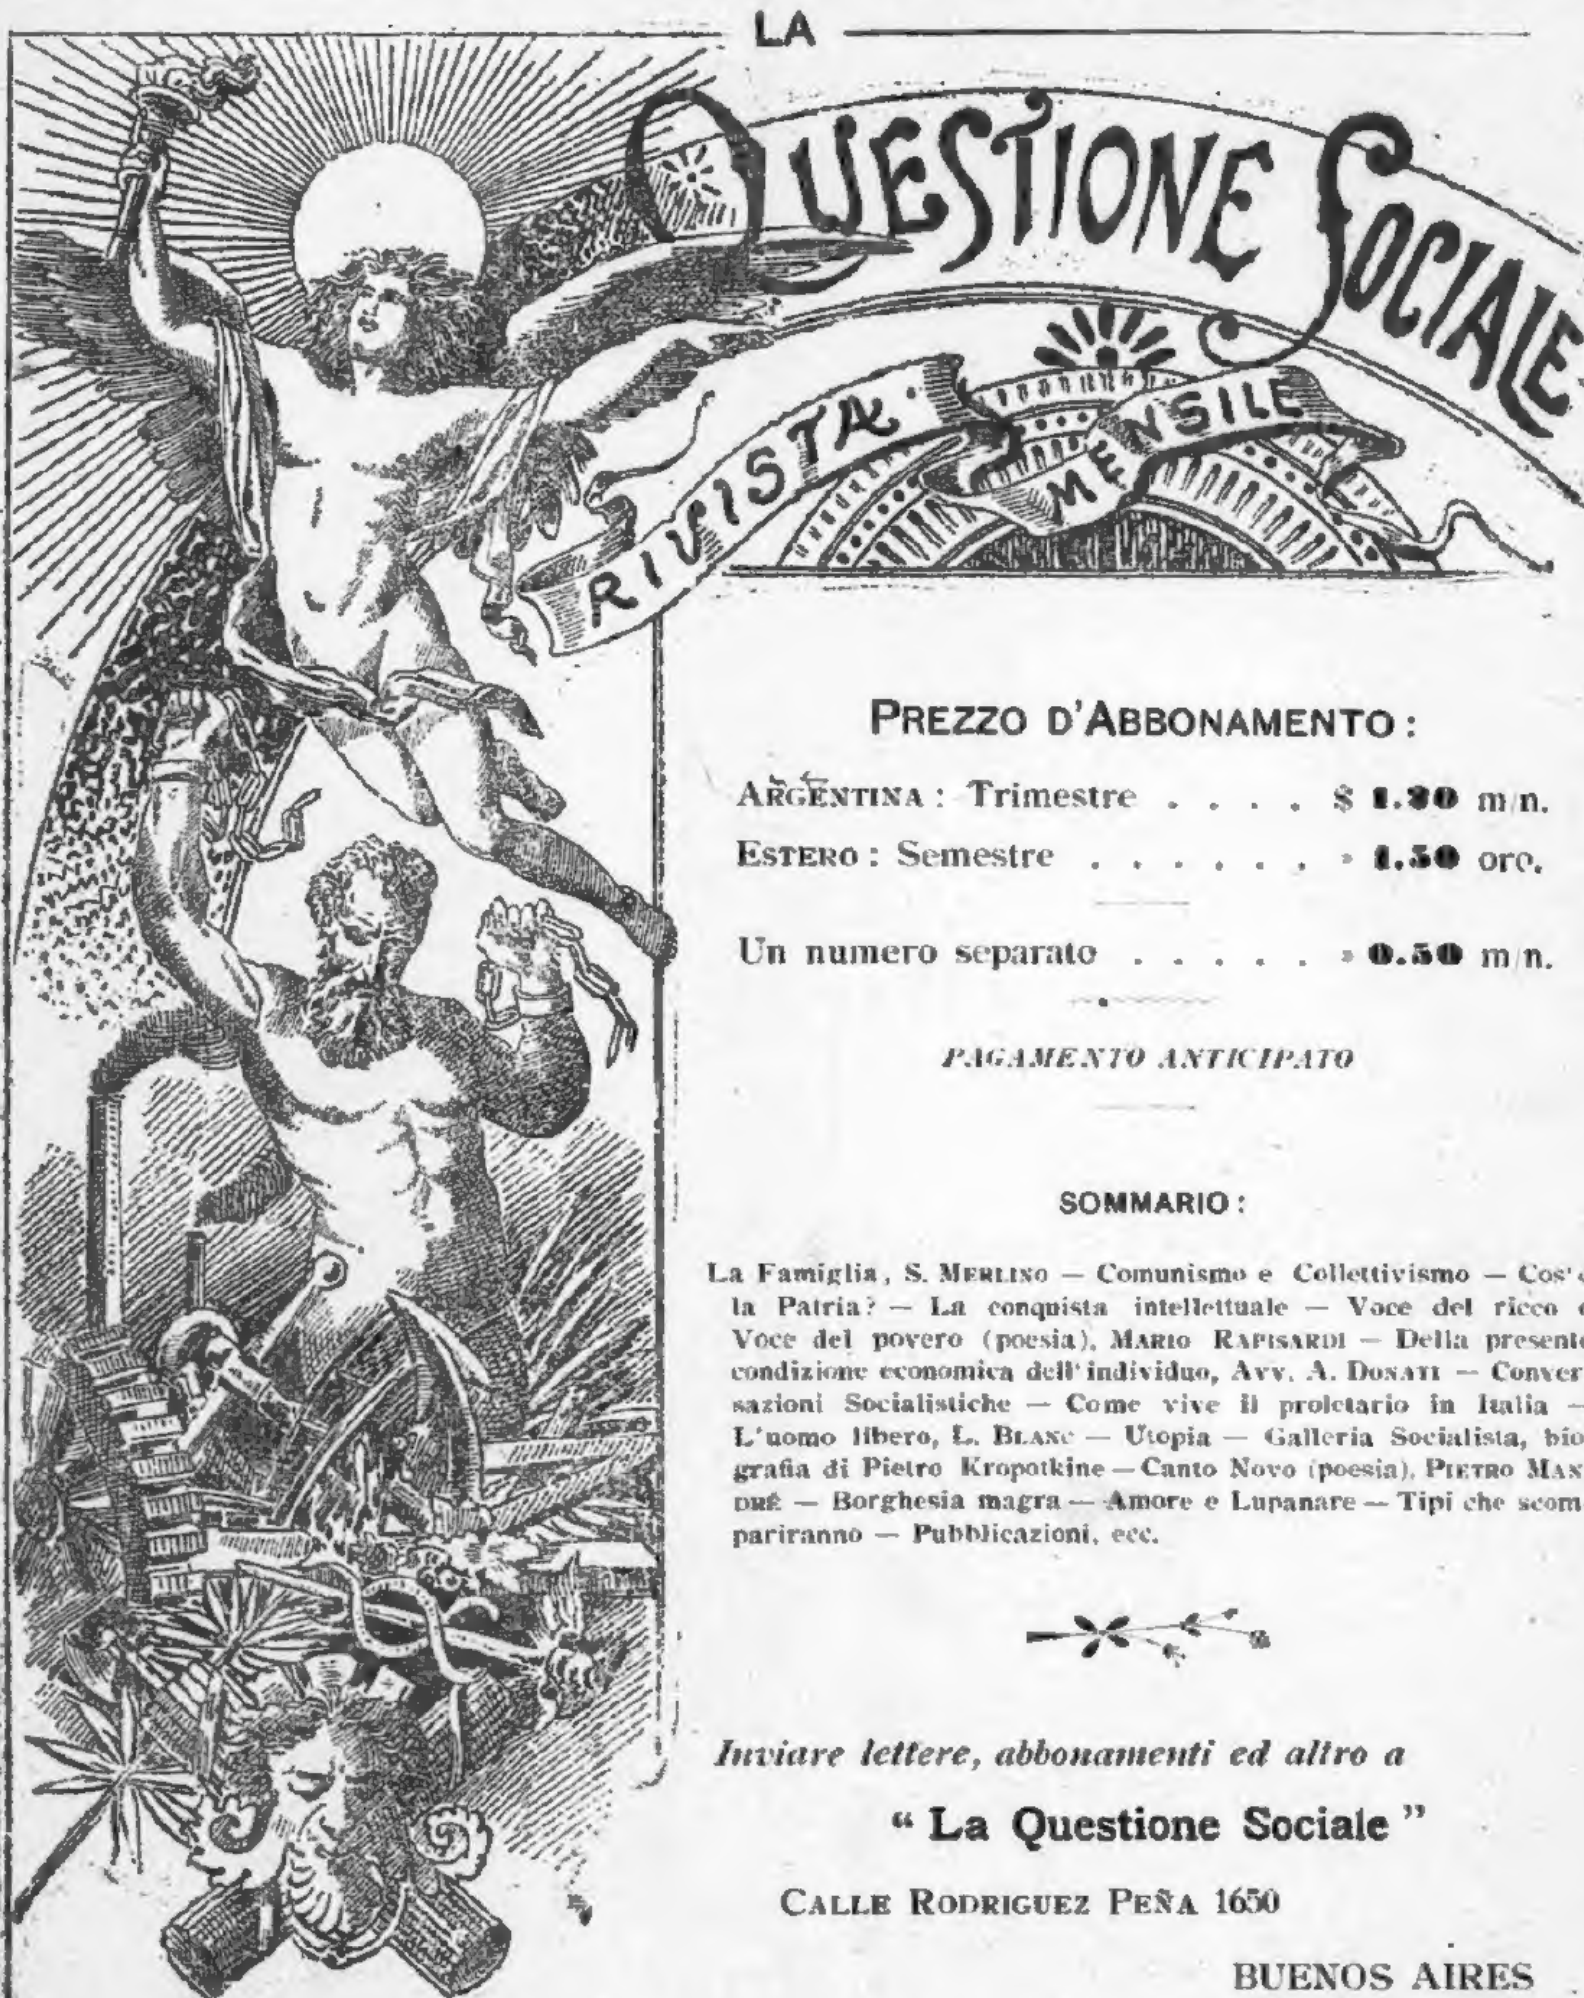 LA
QUESTIONE SOCIALE
RIVISTA MENSILE
PREZZO D'ABBONAMENTO :
ARGENTINA : Trimestre . . . . $ 1.20 m/n.
ESTERO : Semestre . . . . . . » 1.50 oro.
Un numero separato . . . . . » 0.50 m/n.
PAGAMENTO ANTICIPATO
SOMMARIO :
La Famiglia, S. MERLINO — Comunismo e Collettivismo — Cos'
la Patria? — La conquista intellettuale — Voce del ricco
Voce del povero (poesia), MARIO RAPISARDI — Della presente
condizione economica dell'individuo, AVV. A. DONATI — Conver-
sazioni Socialistiche — Come vive il proletario in Italia —
L'uomo libero, L. BLANC — Utopia — Galleria Socialista, bio-
grafia di Pietro Kropotkine — Canto Novo (poesia), PIETRO MAN-
DRÉ — Borghesia magra — Amore e Lupanare — Tipi che scom-
pariranno — Pubblicazioni, ecc.
Inviare lettere, abbonamenti ed altro a
“ La Questione Sociale ”
CALLE RODRIGUEZ PEÑA 1650
BUENOS AIRES